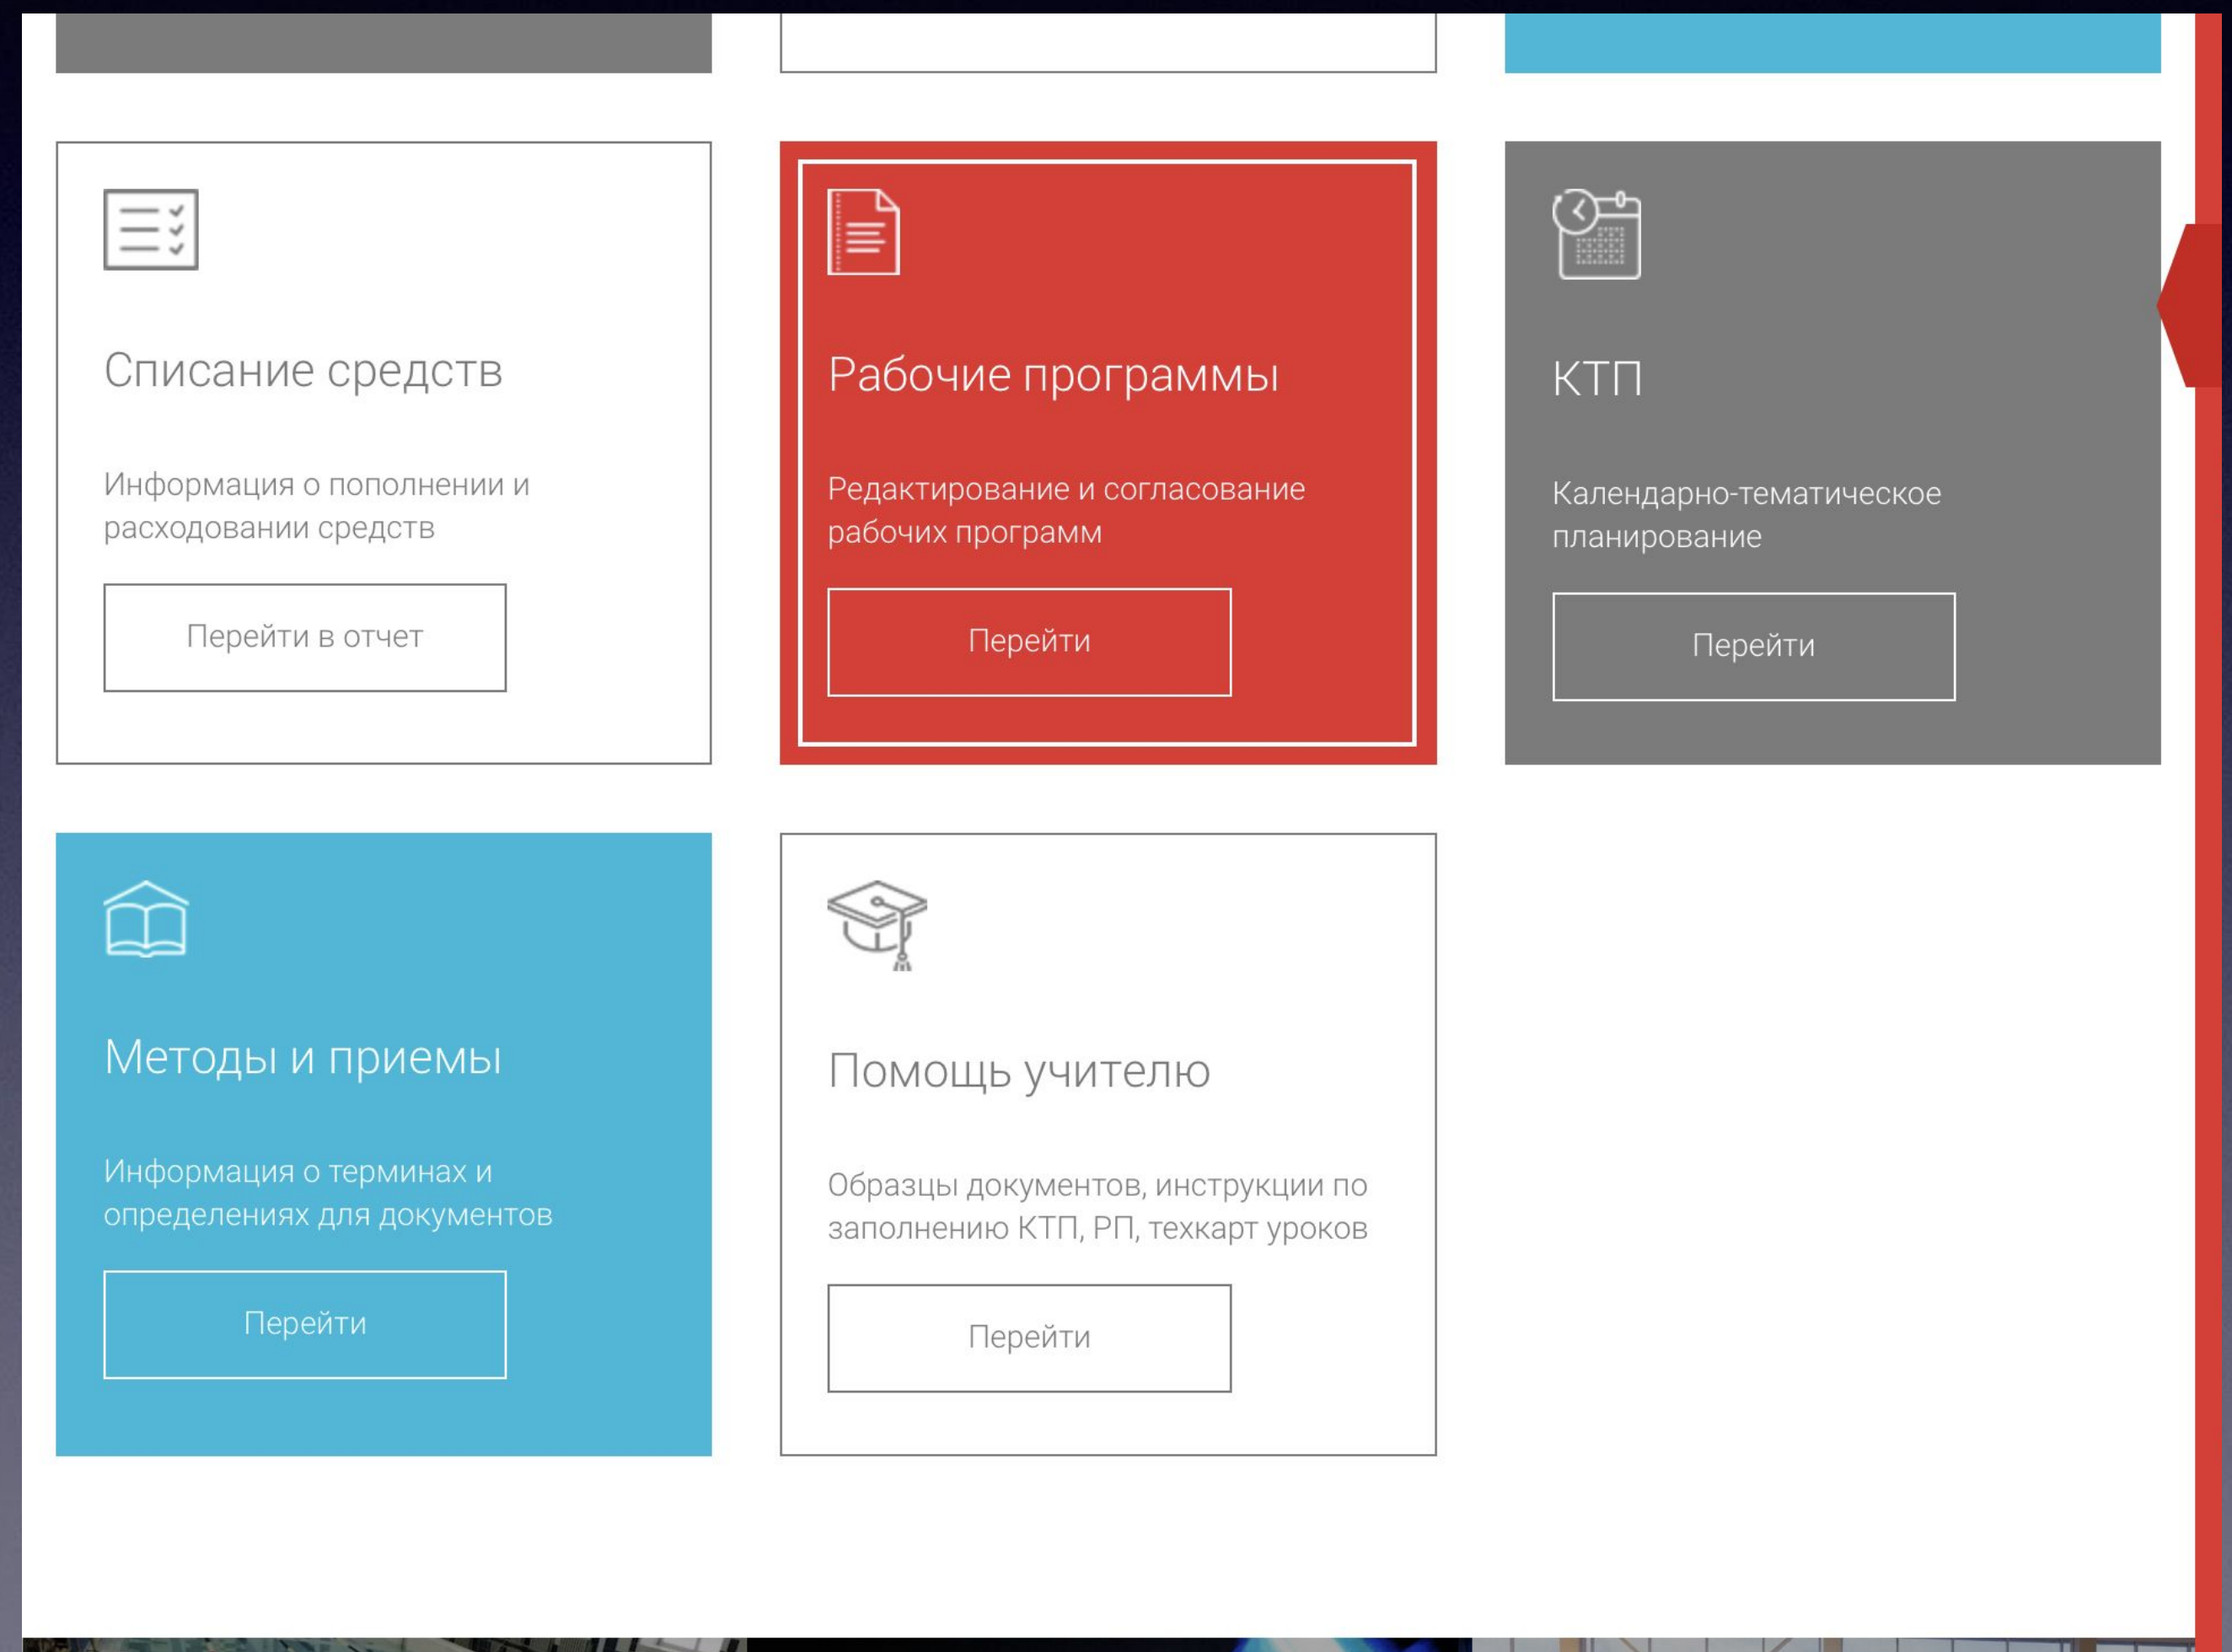 Списание средств
Информация о пополнении и
расходовании средств
Перейти в отчет
Рабочие программы
Редактирование и согласование
рабочих программ
Перейти
КТП
Календарно-тематическое
планирование
Перейти
Методы и приемы
Информация о терминах и
определениях для документов
Перейти
Помощь учителю
Образцы документов, инструкции по
заполнению КТП, РП, техкарт уроков
Перейти